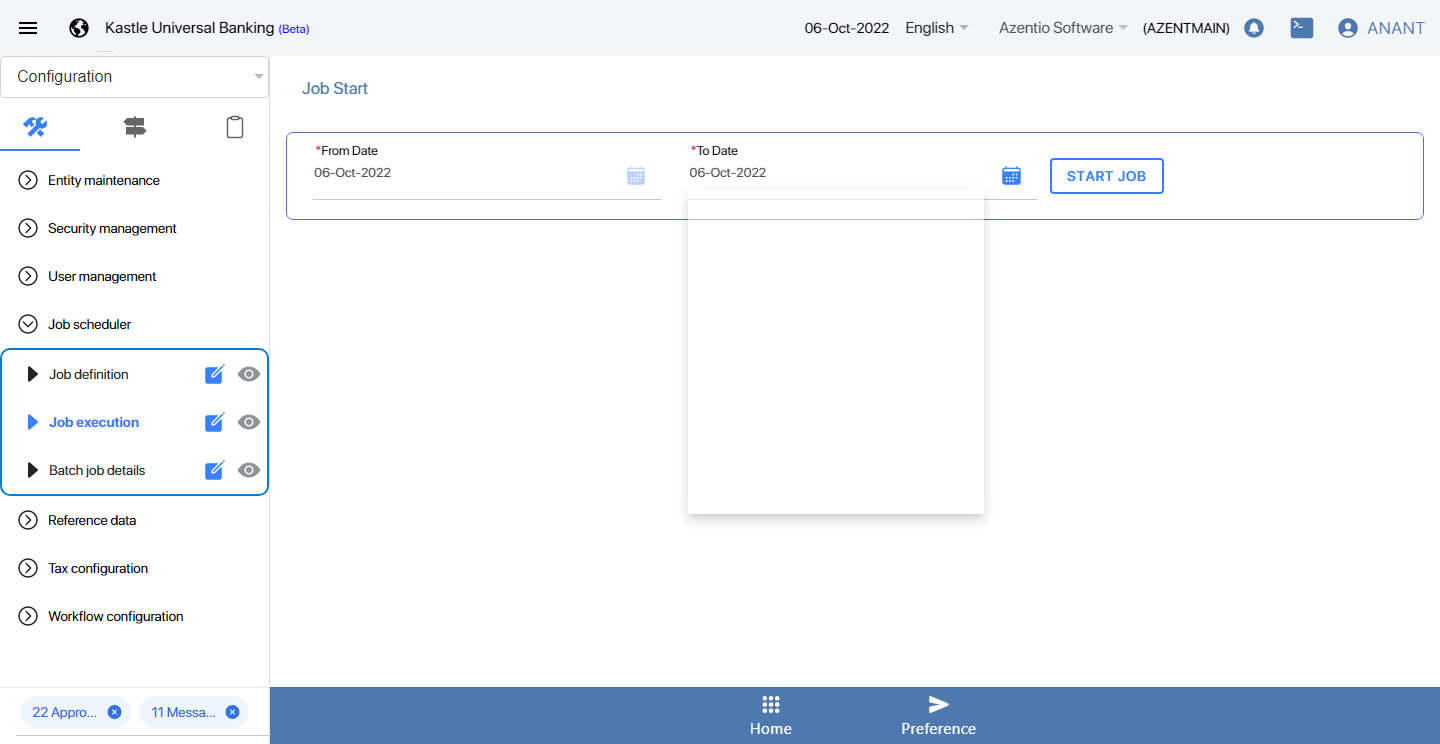 Kastle Universal Banking (Beta)
06-Oct-2022
English
Azentio Software
(AZENTMAIN)
ANANT
Configuration
Entity maintenance
Security management
User management
Job scheduler
Job definition
Job execution
Batch job details
Reference data
Tax configuration
Workflow configuration
22 Appro...
11 Messa...
Job Start
*From Date
06-Oct-2022
*To Date
06-Oct-2022
START JOB
Home
Preference